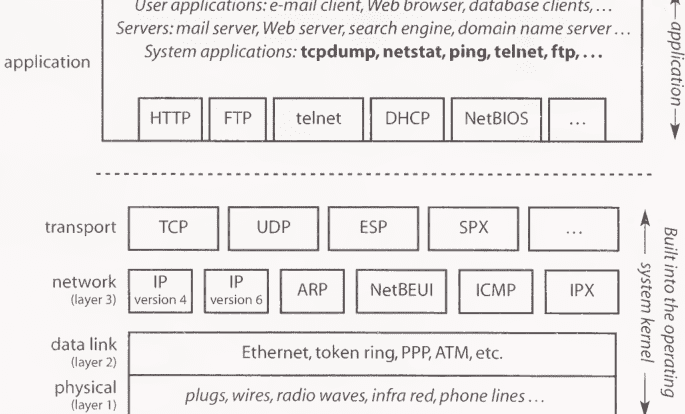 User applications: e-mail client, Web browser, database clients, ...
Servers: mail server, Web server, search engine, domain name server ...
System applications: tcpdump, netstat, ping, telnet, ftp, ...
application
HTTP
FTP
telnet
DHCP
NetBIOS
...
application
transport
TCP
UDP
ESP
SPX
...
network
(layer 3)
IP
version 4
IP
version 6
ARP
NetBEUI
ICMP
IPX
data link
(layer 2)
Ethernet, token ring, PPP, ATM, etc.
physical
(layer 1)
plugs, wires, radio waves, infra red, phone lines ...
Built into the operating
system kernel